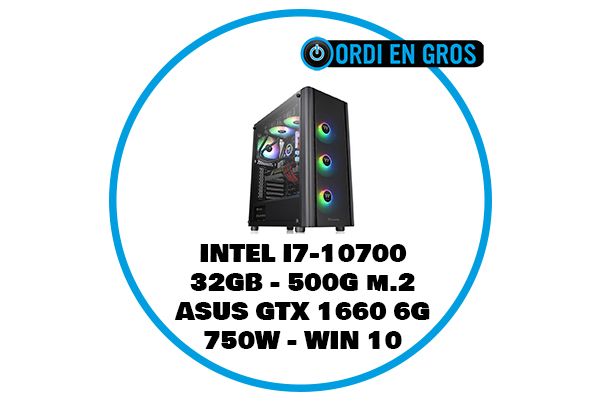 ORDI EN GROS
INTEL I7-10700
32GB - 500G M.2
ASUS GTX 1660 6G
750W - WIN 10